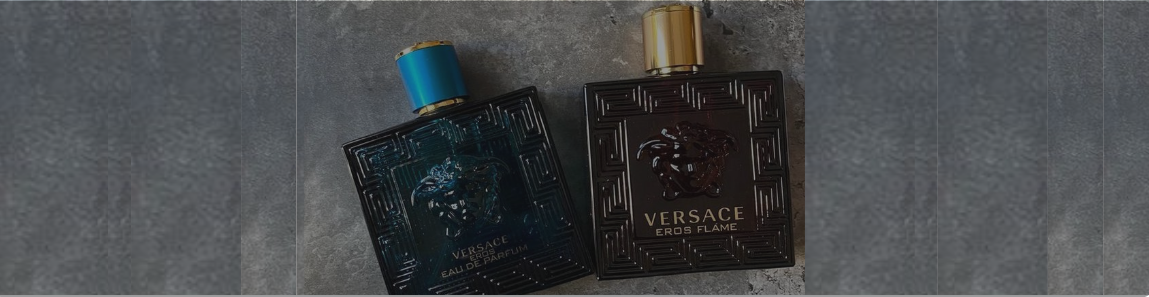 VERSACE
EROS
EAU DE PARFUM
VERSACE
EROS FLAME